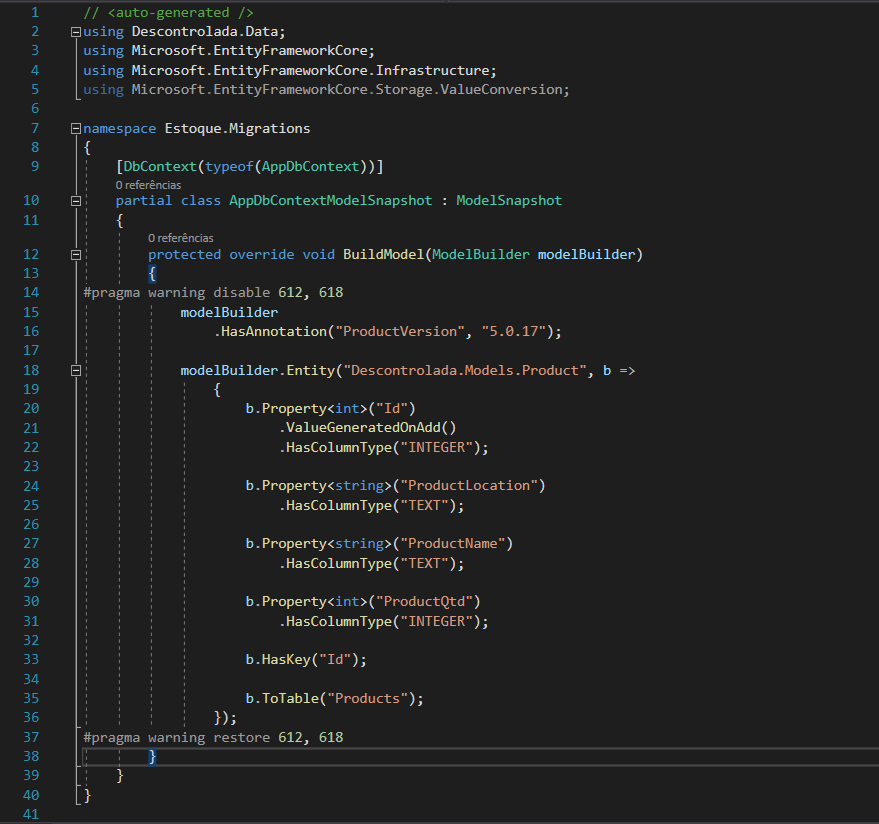 1 // <auto-generated />
2 using Descontrolada.Data;
3 using Microsoft.EntityFrameworkCore;
4 using Microsoft.EntityFrameworkCore.Infrastructure;
5 using Microsoft.EntityFrameworkCore.Storage.ValueConversion;
6
7 namespace Estoque.Migrations
8 {
9 [DbContext(typeof(AppDbContext))]
0 referências
10 partial class AppDbContextModelSnapshot : ModelSnapshot
11 {
0 referências
12 protected override void BuildModel(ModelBuilder modelBuilder)
13 {
14 #pragma warning disable 612, 618
15 modelBuilder
16 .HasAnnotation("ProductVersion", "5.0.17");
17
18 modelBuilder.Entity("Descontrolada.Models.Product", b =>
19 {
20 b.Property<int>("Id")
21 .ValueGeneratedOnAdd()
22 .HasColumnType("INTEGER");
23
24 b.Property<string>("ProductLocation")
25 .HasColumnType("TEXT");
26
27 b.Property<string>("ProductName")
28 .HasColumnType("TEXT");
29
30 b.Property<int>("ProductQtd")
31 .HasColumnType("INTEGER");
32
33 b.HasKey("Id");
34
35 b.ToTable("Products");
36 });
37 #pragma warning restore 612, 618
38 }
39 }
40 }
41